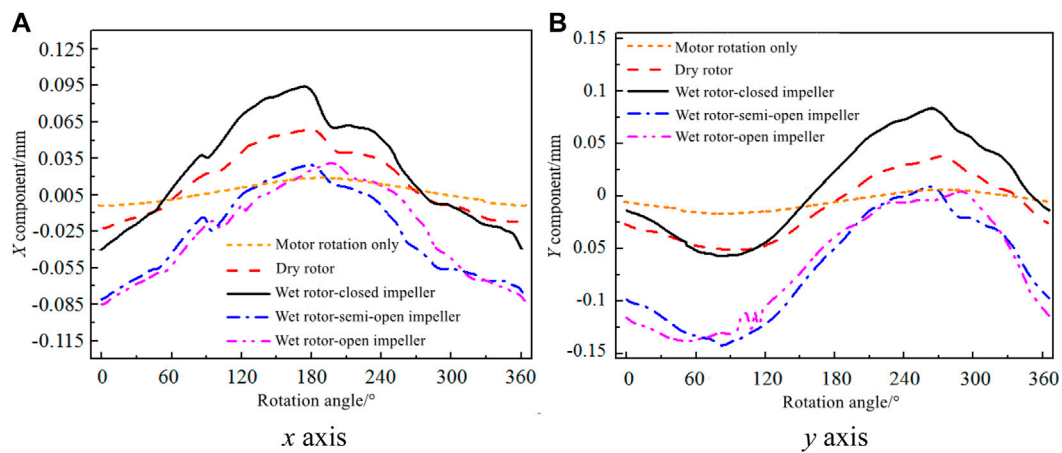 A
X component/mm
0.125
0.095
0.065
0.035
0.005
-0.025
-0.055
-0.085
-0.115
Motor rotation only
Dry rotor
Wet rotor-closed impeller
Wet rotor-semi-open impeller
Wet rotor-open impeller
0 60 120 180 240 300 360
Rotation angle/°
x axis
B
Y component/mm
0.15
0.1
0.05
0
0.05
-0.1
-0.15
Motor rotation only
Dry rotor
Wet rotor-closed impeller
Wet rotor-semi-open impeller
Wet rotor-open impeller
0 60 120 180 240 300 360
Rotation angle/°
y axis